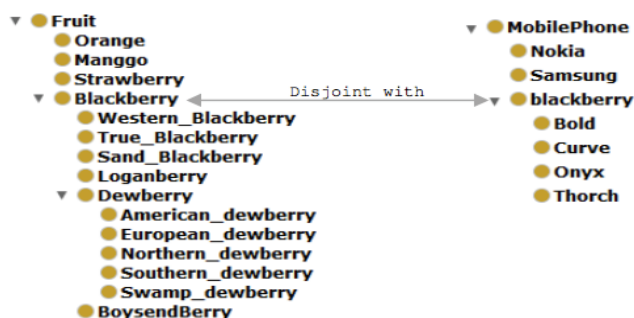 Fruit
Orange
Manggo
Strawberry
Blackberry
Western_Blackberry
True_Blackberry
Sand_Blackberry
Loganberry
Dewberry
American_dewberry
European_dewberry
Northern_dewberry
Southern_dewberry
Swamp_dewberry
BoysendBerry
Disjoint with
MobilePhone
Nokia
Samsung
blackberry
Bold
Curve
Onyx
Thorch